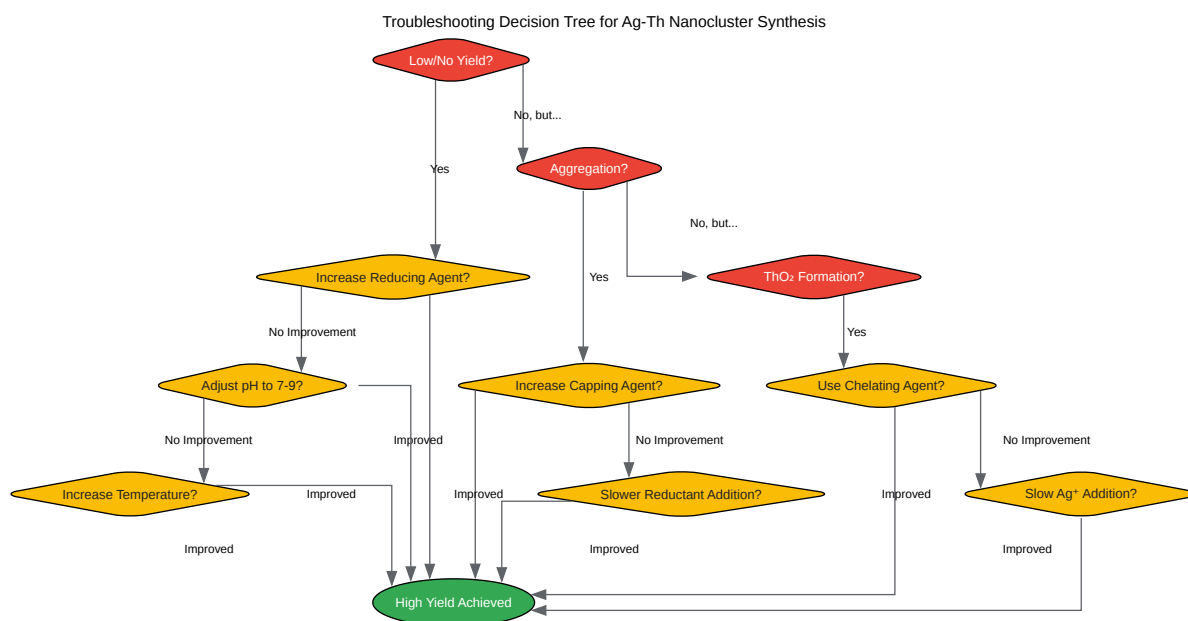 Troubleshooting Decision Tree for Ag-Th Nanocluster Synthesis
Low/No Yield?
No, but...
Yes
Aggregation?
No, but...
Increase Reducing Agent?
Yes
ThO₂ Formation?
No Improvement
Yes
Adjust pH to 7-9?
Increase Capping Agent?
Use Chelating Agent?
No Improvement
Improved
No Improvement
No Improvement
Increase Temperature?
Improved
Improved
Slower Reductant Addition?
Improved
Slow Ag⁺ Addition?
Improved
Improved
Improved
High Yield Achieved